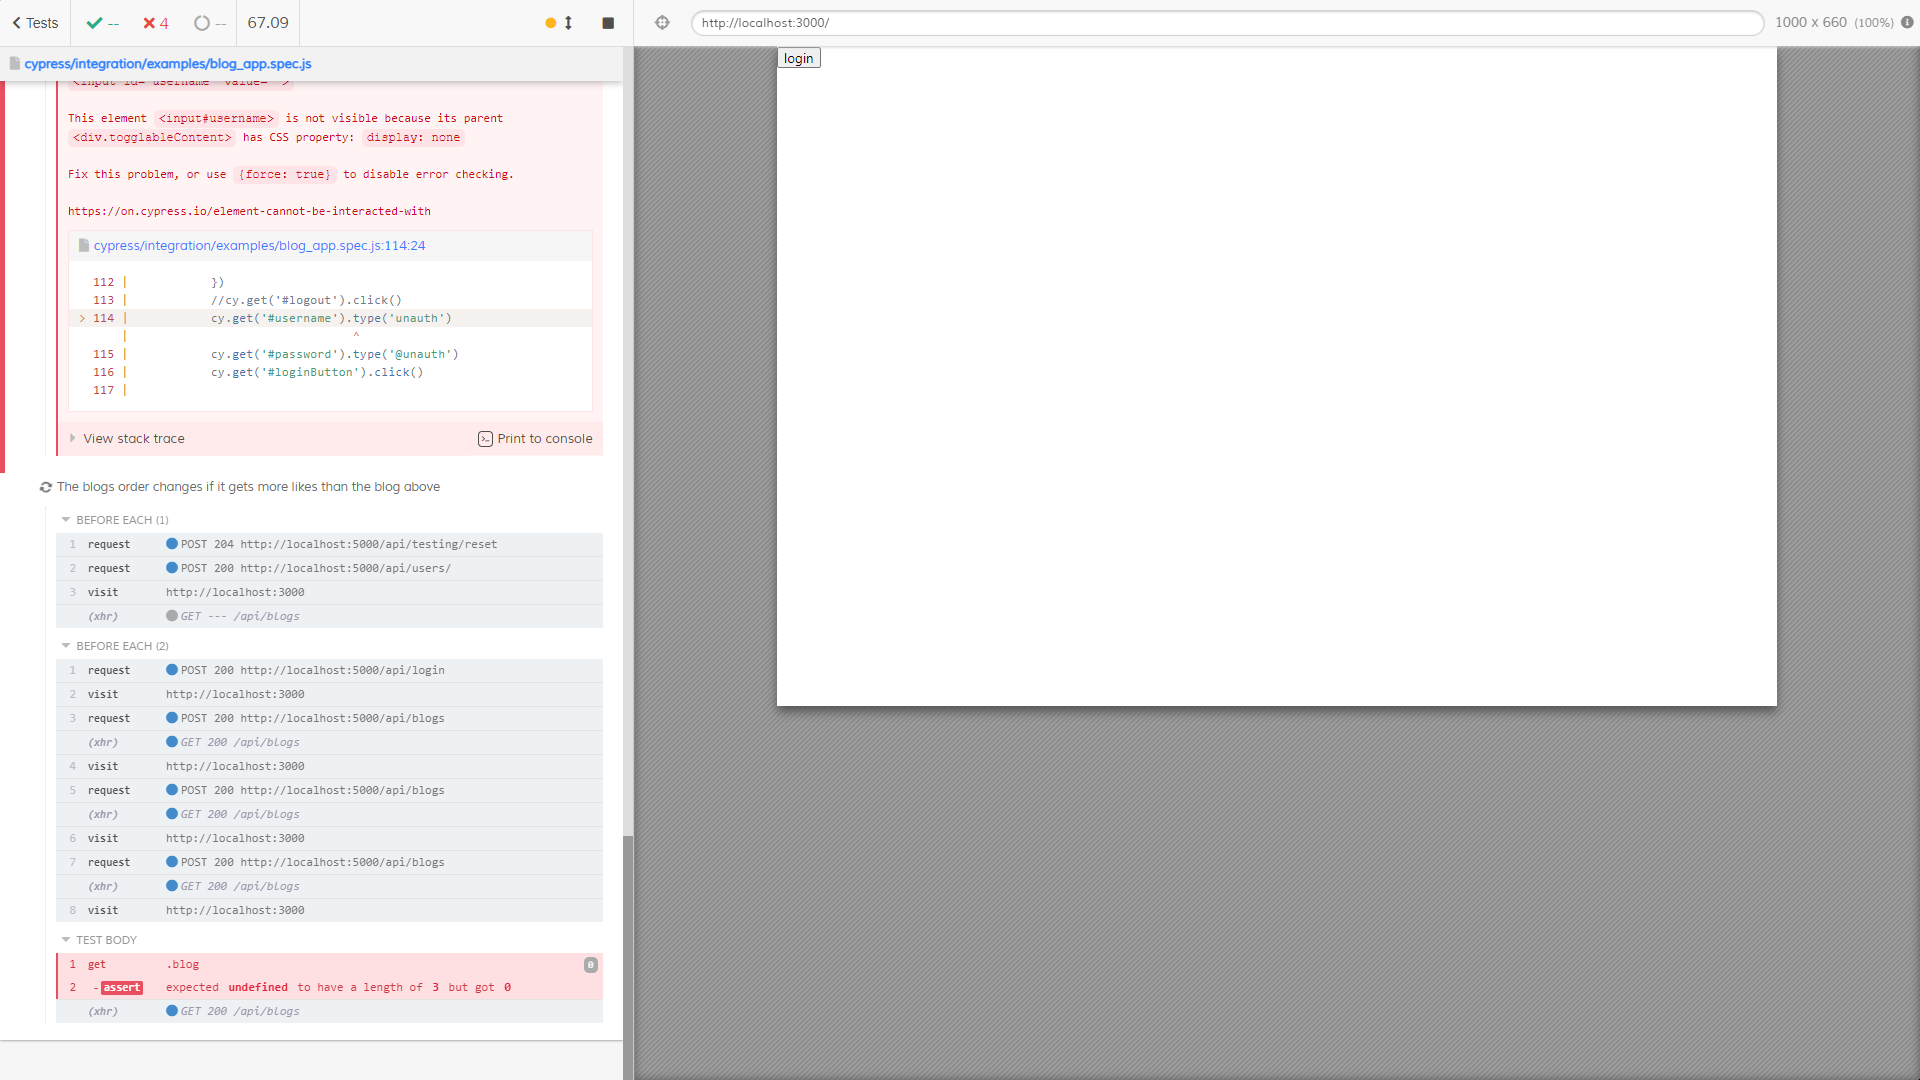 Tests
--
4
--
67.09
http://localhost:3000/
1000 x 660 (100%)
cypress/integration/examples/blog_app.spec.js
<input id="username" value="">
This element <input#username> is not visible because its parent
<div.togglableContent> has CSS property: display: none
Fix this problem, or use {force: true} to disable error checking.
https://on.cypress.io/element-cannot-be-interacted-with
cypress/integration/examples/blog_app.spec.js:114:24
112 | })
113 | //cy.get('#logout').click()
> 114 | cy.get('#username').type('unauth')
| ^
115 | cy.get('#password').type('@unauth')
116 | cy.get('#loginButton').click()
117 |
View stack trace
Print to console
The blogs order changes if it gets more likes than the blog above
BEFORE EACH (1)
1 request POST 204 http://localhost:5000/api/testing/reset
2 request POST 200 http://localhost:5000/api/users/
3 visit http://localhost:3000
(xhr) GET --- /api/blogs
BEFORE EACH (2)
1 request POST 200 http://localhost:5000/api/login
2 visit http://localhost:3000
3 request POST 200 http://localhost:5000/api/blogs
(xhr) GET 200 /api/blogs
4 visit http://localhost:3000
5 request POST 200 http://localhost:5000/api/blogs
(xhr) GET 200 /api/blogs
6 visit http://localhost:3000
7 request POST 200 http://localhost:5000/api/blogs
(xhr) GET 200 /api/blogs
8 visit http://localhost:3000
TEST BODY
1 get .blog 0
2 -assert expected undefined to have a length of 3 but got 0
(xhr) GET 200 /api/blogs
login